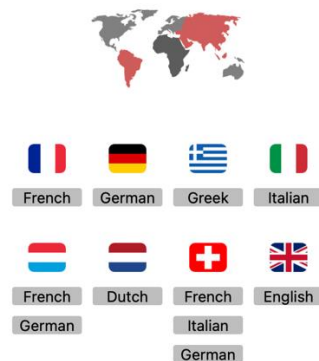 French German Greek Italian
French Dutch French English
German Italian
German